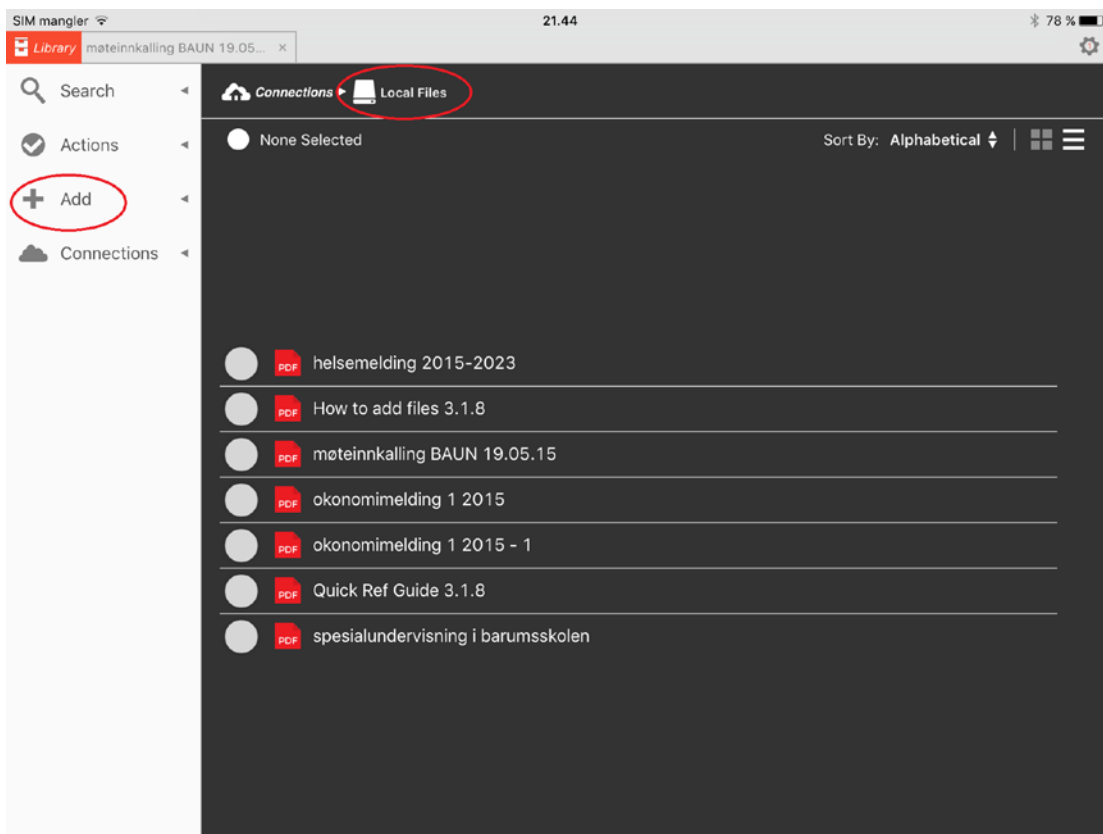 SIM mangler 21.44 78 %
Library møteinnkalling BAUN 19.05... ×
Search
Actions
Add
Connections
Connections Local Files
None Selected Sort By: Alphabetical
PDF helsemelding 2015-2023
PDF How to add files 3.1.8
PDF møteinnkalling BAUN 19.05.15
PDF okonomimelding 1 2015
PDF okonomimelding 1 2015 - 1
PDF Quick Ref Guide 3.1.8
PDF spesialundervisning i barumsskolen